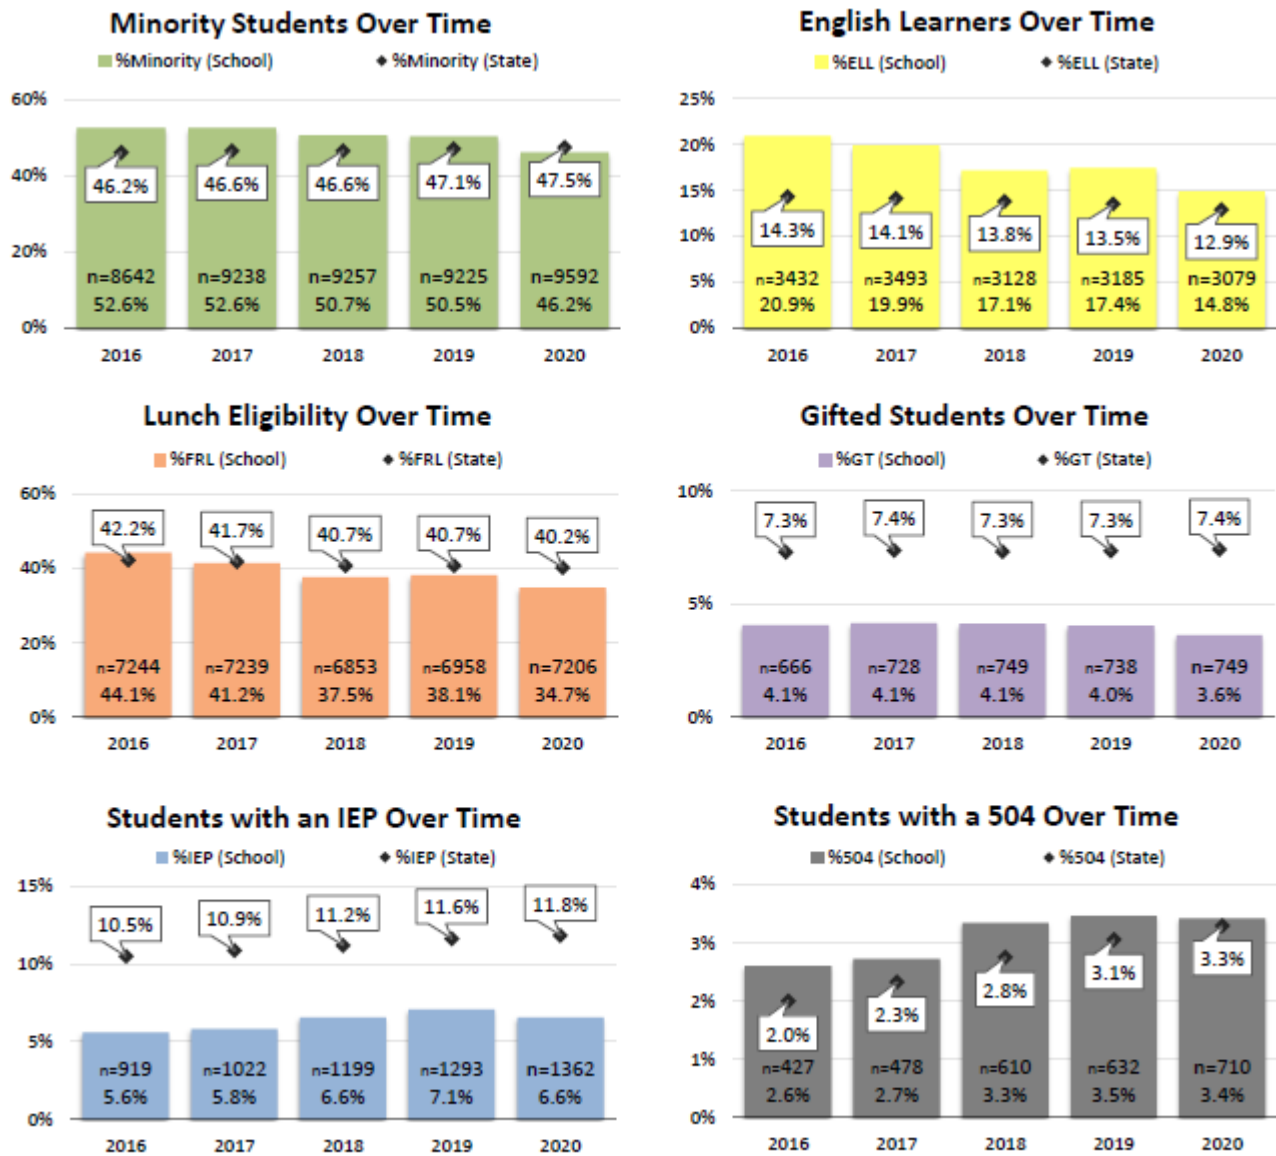 Minority Students Over Time
%Minority (School) %Minority (State)
60%
40%
20%
0%
46.2% 46.6% 46.6% 47.1% 47.5%
n=8642 n=9238 n=9257 n=9225 n=9592
52.6% 52.6% 50.7% 50.5% 46.2%
2016 2017 2018 2019 2020
English Learners Over Time
%ELL (School) %ELL (State)
25%
20%
15%
10%
5%
0%
14.3% 14.1% 13.8% 13.5% 12.9%
n=3432 n=3493 n=3128 n=3185 n=3079
20.9% 19.9% 17.1% 17.4% 14.8%
2016 2017 2018 2019 2020
Lunch Eligibility Over Time
%FRL (School) %FRL (State)
60%
40%
20%
0%
42.2% 41.7% 40.7% 40.7% 40.2%
n=7244 n=7239 n=6853 n=6958 n=7206
44.1% 41.2% 37.5% 38.1% 34.7%
2016 2017 2018 2019 2020
Gifted Students Over Time
%GT (School) %GT (State)
10%
5%
0%
7.3% 7.4% 7.3% 7.3% 7.4%
n=666 n=728 n=749 n=738 n=749
4.1% 4.1% 4.1% 4.0% 3.6%
2016 2017 2018 2019 2020
Students with an IEP Over Time
%IEP (School) %IEP (State)
15%
10%
5%
0%
10.5% 10.9% 11.2% 11.6% 11.8%
n=919 n=1022 n=1199 n=1293 n=1362
5.6% 5.8% 6.6% 7.1% 6.6%
2016 2017 2018 2019 2020
Students with a 504 Over Time
%504 (School) %504 (State)
4%
3%
2%
1%
0%
2.0% 2.3% 2.8% 3.1% 3.3%
n=427 n=478 n=610 n=632 n=710
2.6% 2.7% 3.3% 3.5% 3.4%
2016 2017 2018 2019 2020